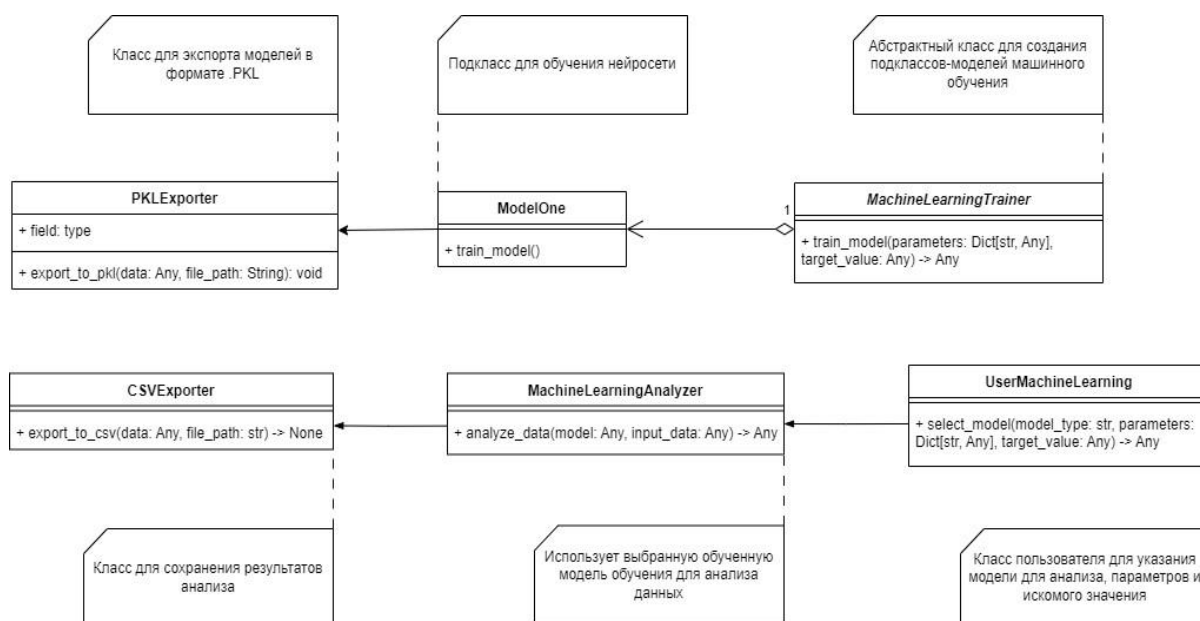 Класс для экспорта моделей в
формате .PKL
Подкласс для обучения нейросети
Абстрактный класс для создания
подклассов-моделей машинного
обучения
PKLExporter
+ field: type
+ export_to_pkl(data: Any, file_path: String): void
ModelOne
+ train_model()
1
MachineLearningTrainer
+ train_model(parameters: Dict[str, Any],
target_value: Any) -> Any
CSVExporter
+ export_to_csv(data: Any, file_path: str) -> None
MachineLearningAnalyzer
+ analyze_data(model: Any, input_data: Any) -> Any
UserMachineLearning
+ select_model(model_type: str, parameters:
Dict[str, Any], target_value: Any) -> Any
Класс для сохранения результатов
анализа
Использует выбранную обученную
модель обучения для анализа
данных
Класс пользователя для указания
модели для анализа, параметров и
искомого значения